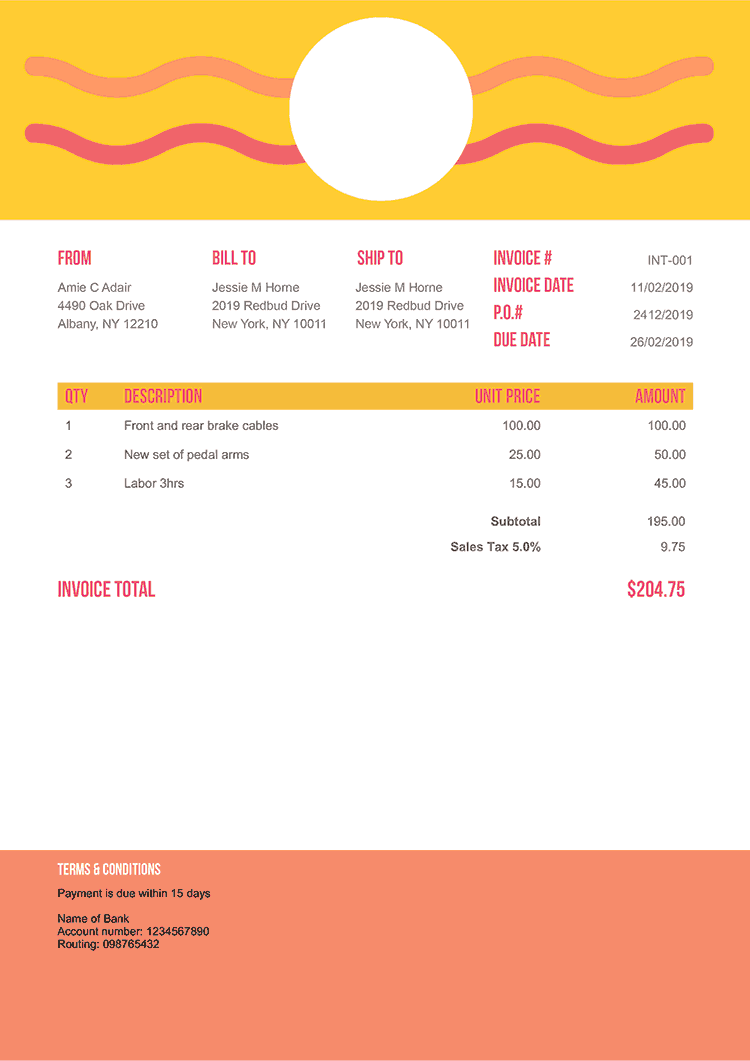 FROM
Amie C Adair
4490 Oak Drive
Albany, NY 12210
BILL TO
Jessie M Horne
2019 Redbud Drive
New York, NY 10011
SHIP TO
Jessie M Horne
2019 Redbud Drive
New York, NY 10011
INVOICE # INT-001
INVOICE DATE 11/02/2019
P.O.# 2412/2019
DUE DATE 26/02/2019
QTY DESCRIPTION UNIT PRICE AMOUNT
1 Front and rear brake cables 100.00 100.00
2 New set of pedal arms 25.00 50.00
3 Labor 3hrs 15.00 45.00
Subtotal 195.00
Sales Tax 5.0% 9.75
INVOICE TOTAL $204.75
TERMS & CONDITIONS
Payment is due within 15 days
Name of Bank
Account number: 1234567890
Routing: 098765432